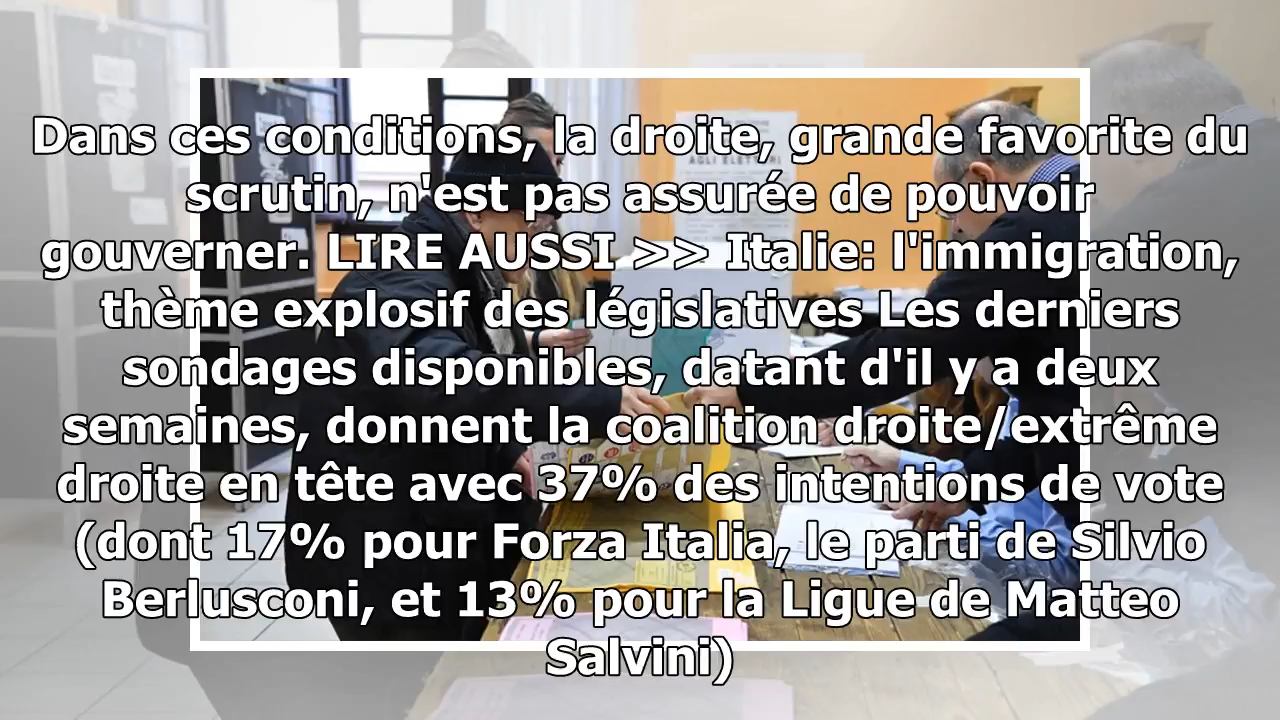 Dans ces conditions, la droite, grande favorite du
scrutin, n'est pas assurée de pouvoir
gouverner. LIRE AUSSI >> Italie: l'immigration,
thème explosif des législatives Les derniers
sondages disponibles, datant d'il y a deux
semaines, donnent la coalition droite/extrême
droite en tête avec 37% des intentions de vote
(dont 17% pour Forza Italia, le parti de Silvio
Berlusconi, et 13% pour la Ligue de Matteo
Salvini)
AGLI ELETTORI